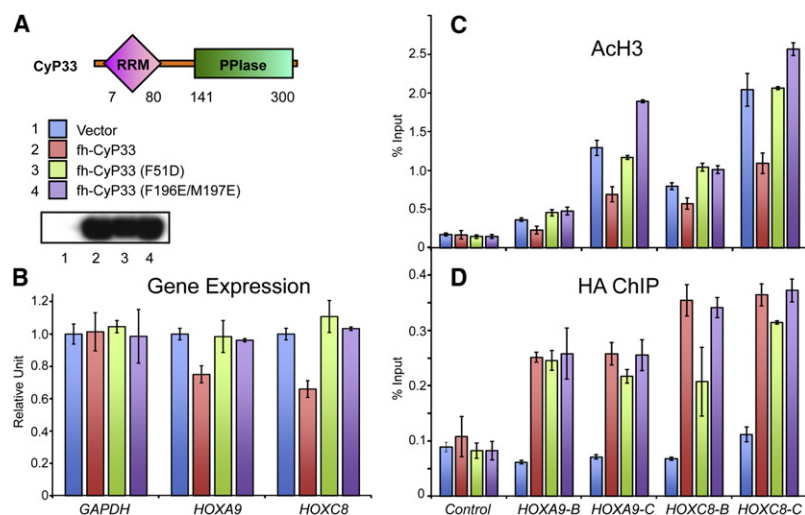 A
CyP33
RRM
PPIase
7 80 141 300
1 Vector
2 fh-CyP33
3 fh-CyP33 (F51D)
4 fh-CyP33 (F196E/M197E)
1 2 3 4
B
Gene Expression
Relative Unit
1.2
1.0
0.8
0.6
0.4
0.2
0
GAPDH HOXA9 HOXC8
C
AcH3
% Input
2.5
2.0
1.5
1.0
0.5
0
D
HA ChIP
% Input
0.4
0.3
0.2
0.1
0
Control HOXA9-B HOXA9-C HOXC8-B HOXC8-C